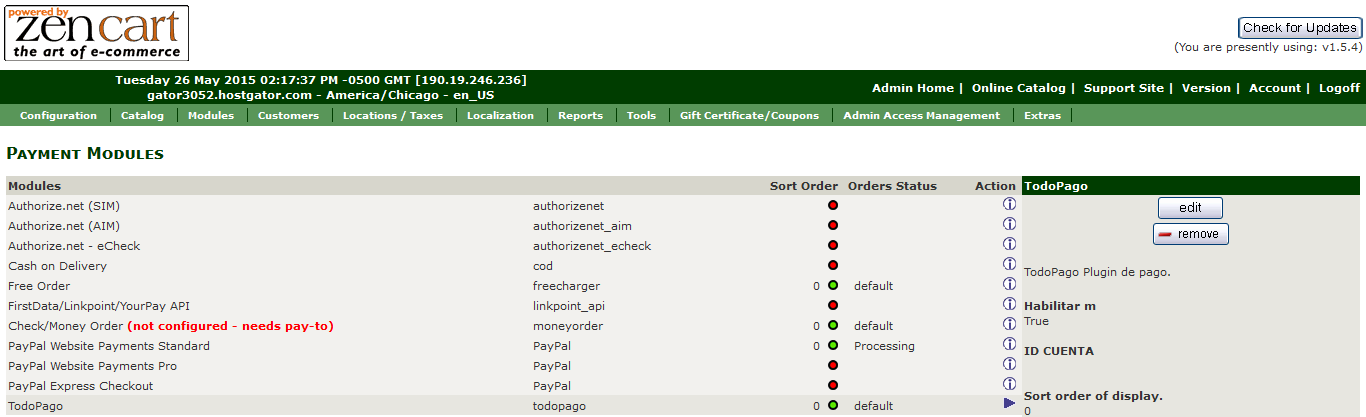 powered by
zen cart
the art of e-commerce
Check for Updates
(You are presently using: v1.5.4)
Tuesday 26 May 2015 02:17:37 PM -0500 GMT [190.19.246.236]
gator3052.hostgator.com - America/Chicago - en_US
Admin Home | Online Catalog | Support Site | Version | Account | Logoff
Configuration | Catalog | Modules | Customers | Locations / Taxes | Localization | Reports | Tools | Gift Certificate/Coupons | Admin Access Management | Extras |
Payment Modules
Modules Sort Order Orders Status Action
Authorize.net (SIM) authorizenet
Authorize.net (AIM) authorizenet_aim
Authorize.net - eCheck authorizenet_echeck
Cash on Delivery cod
Free Order freecharger 0 default
FirstData/Linkpoint/YourPay API linkpoint_api
Check/Money Order (not configured - needs pay-to) moneyorder 0 default
PayPal Website Payments Standard PayPal 0 Processing
PayPal Website Payments Pro PayPal
PayPal Express Checkout PayPal
TodoPago todopago 0 default
TodoPago
edit
remove
TodoPago Plugin de pago.
Habilitar m
True
ID CUENTA
Sort order of display.
0